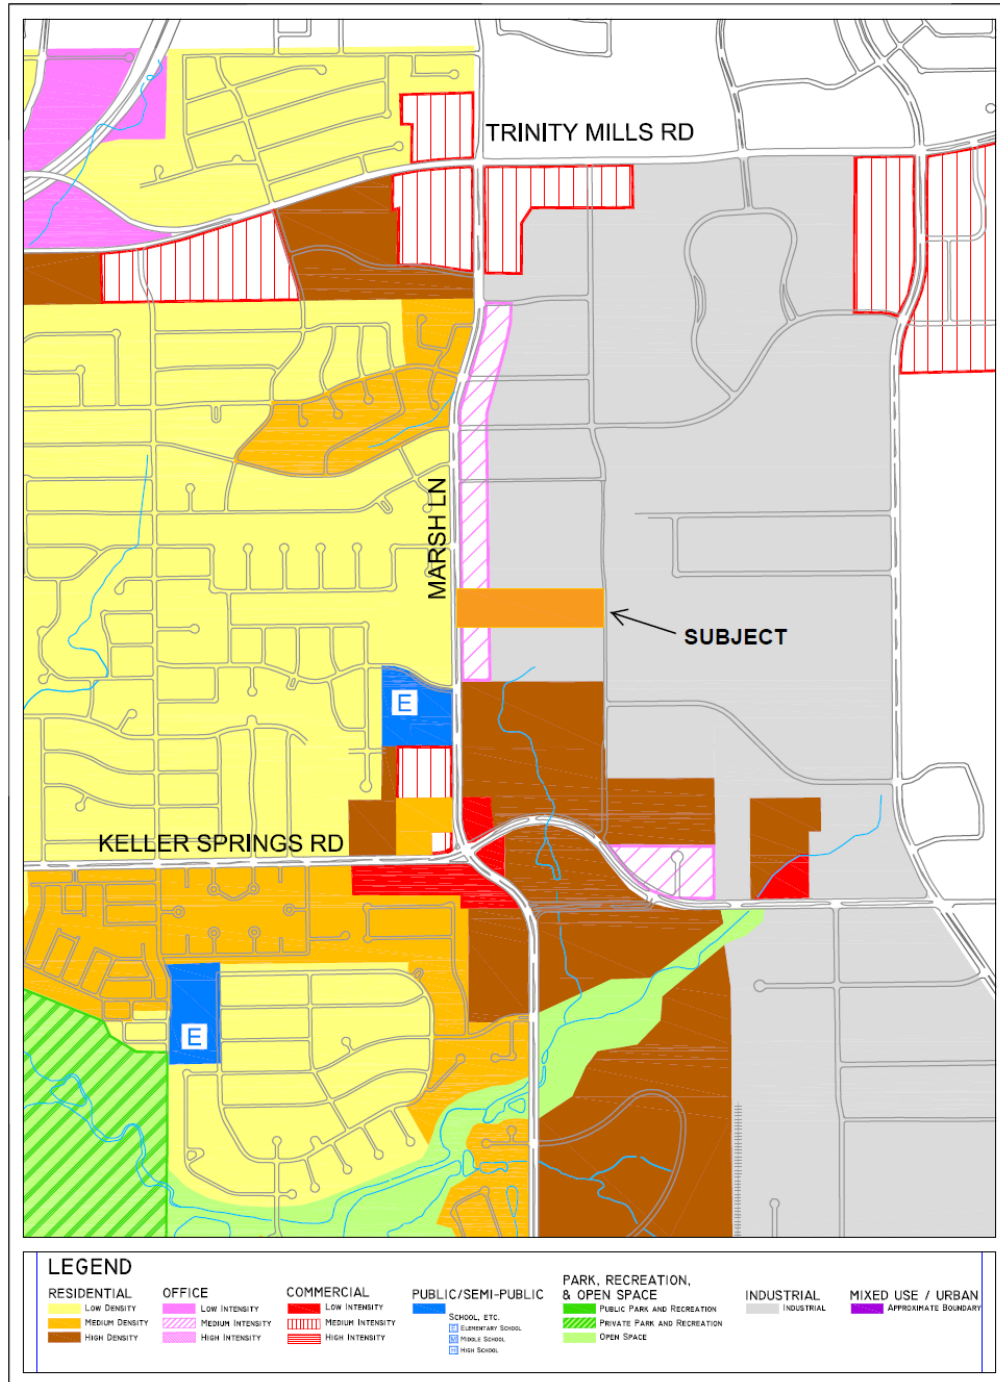 TRINITY MILLS RD
MARSH LN
SUBJECT
E
KELLER SPRINGS RD
E
LEGEND
RESIDENTIAL
LOW DENSITY
MEDIUM DENSITY
HIGH DENSITY
OFFICE
LOW INTENSITY
MEDIUM INTENSITY
HIGH INTENSITY
COMMERCIAL
LOW INTENSITY
MEDIUM INTENSITY
HIGH INTENSITY
PUBLIC/SEMI-PUBLIC
SCHOOL, ETC.
E ELEMENTARY SCHOOL
M MIDDLE SCHOOL
H HIGH SCHOOL
PARK, RECREATION,
& OPEN SPACE
PUBLIC PARK AND RECREATION
PRIVATE PARK AND RECREATION
OPEN SPACE
INDUSTRIAL
INDUSTRIAL
MIXED USE / URBAN
APPROXIMATE BOUNDARY